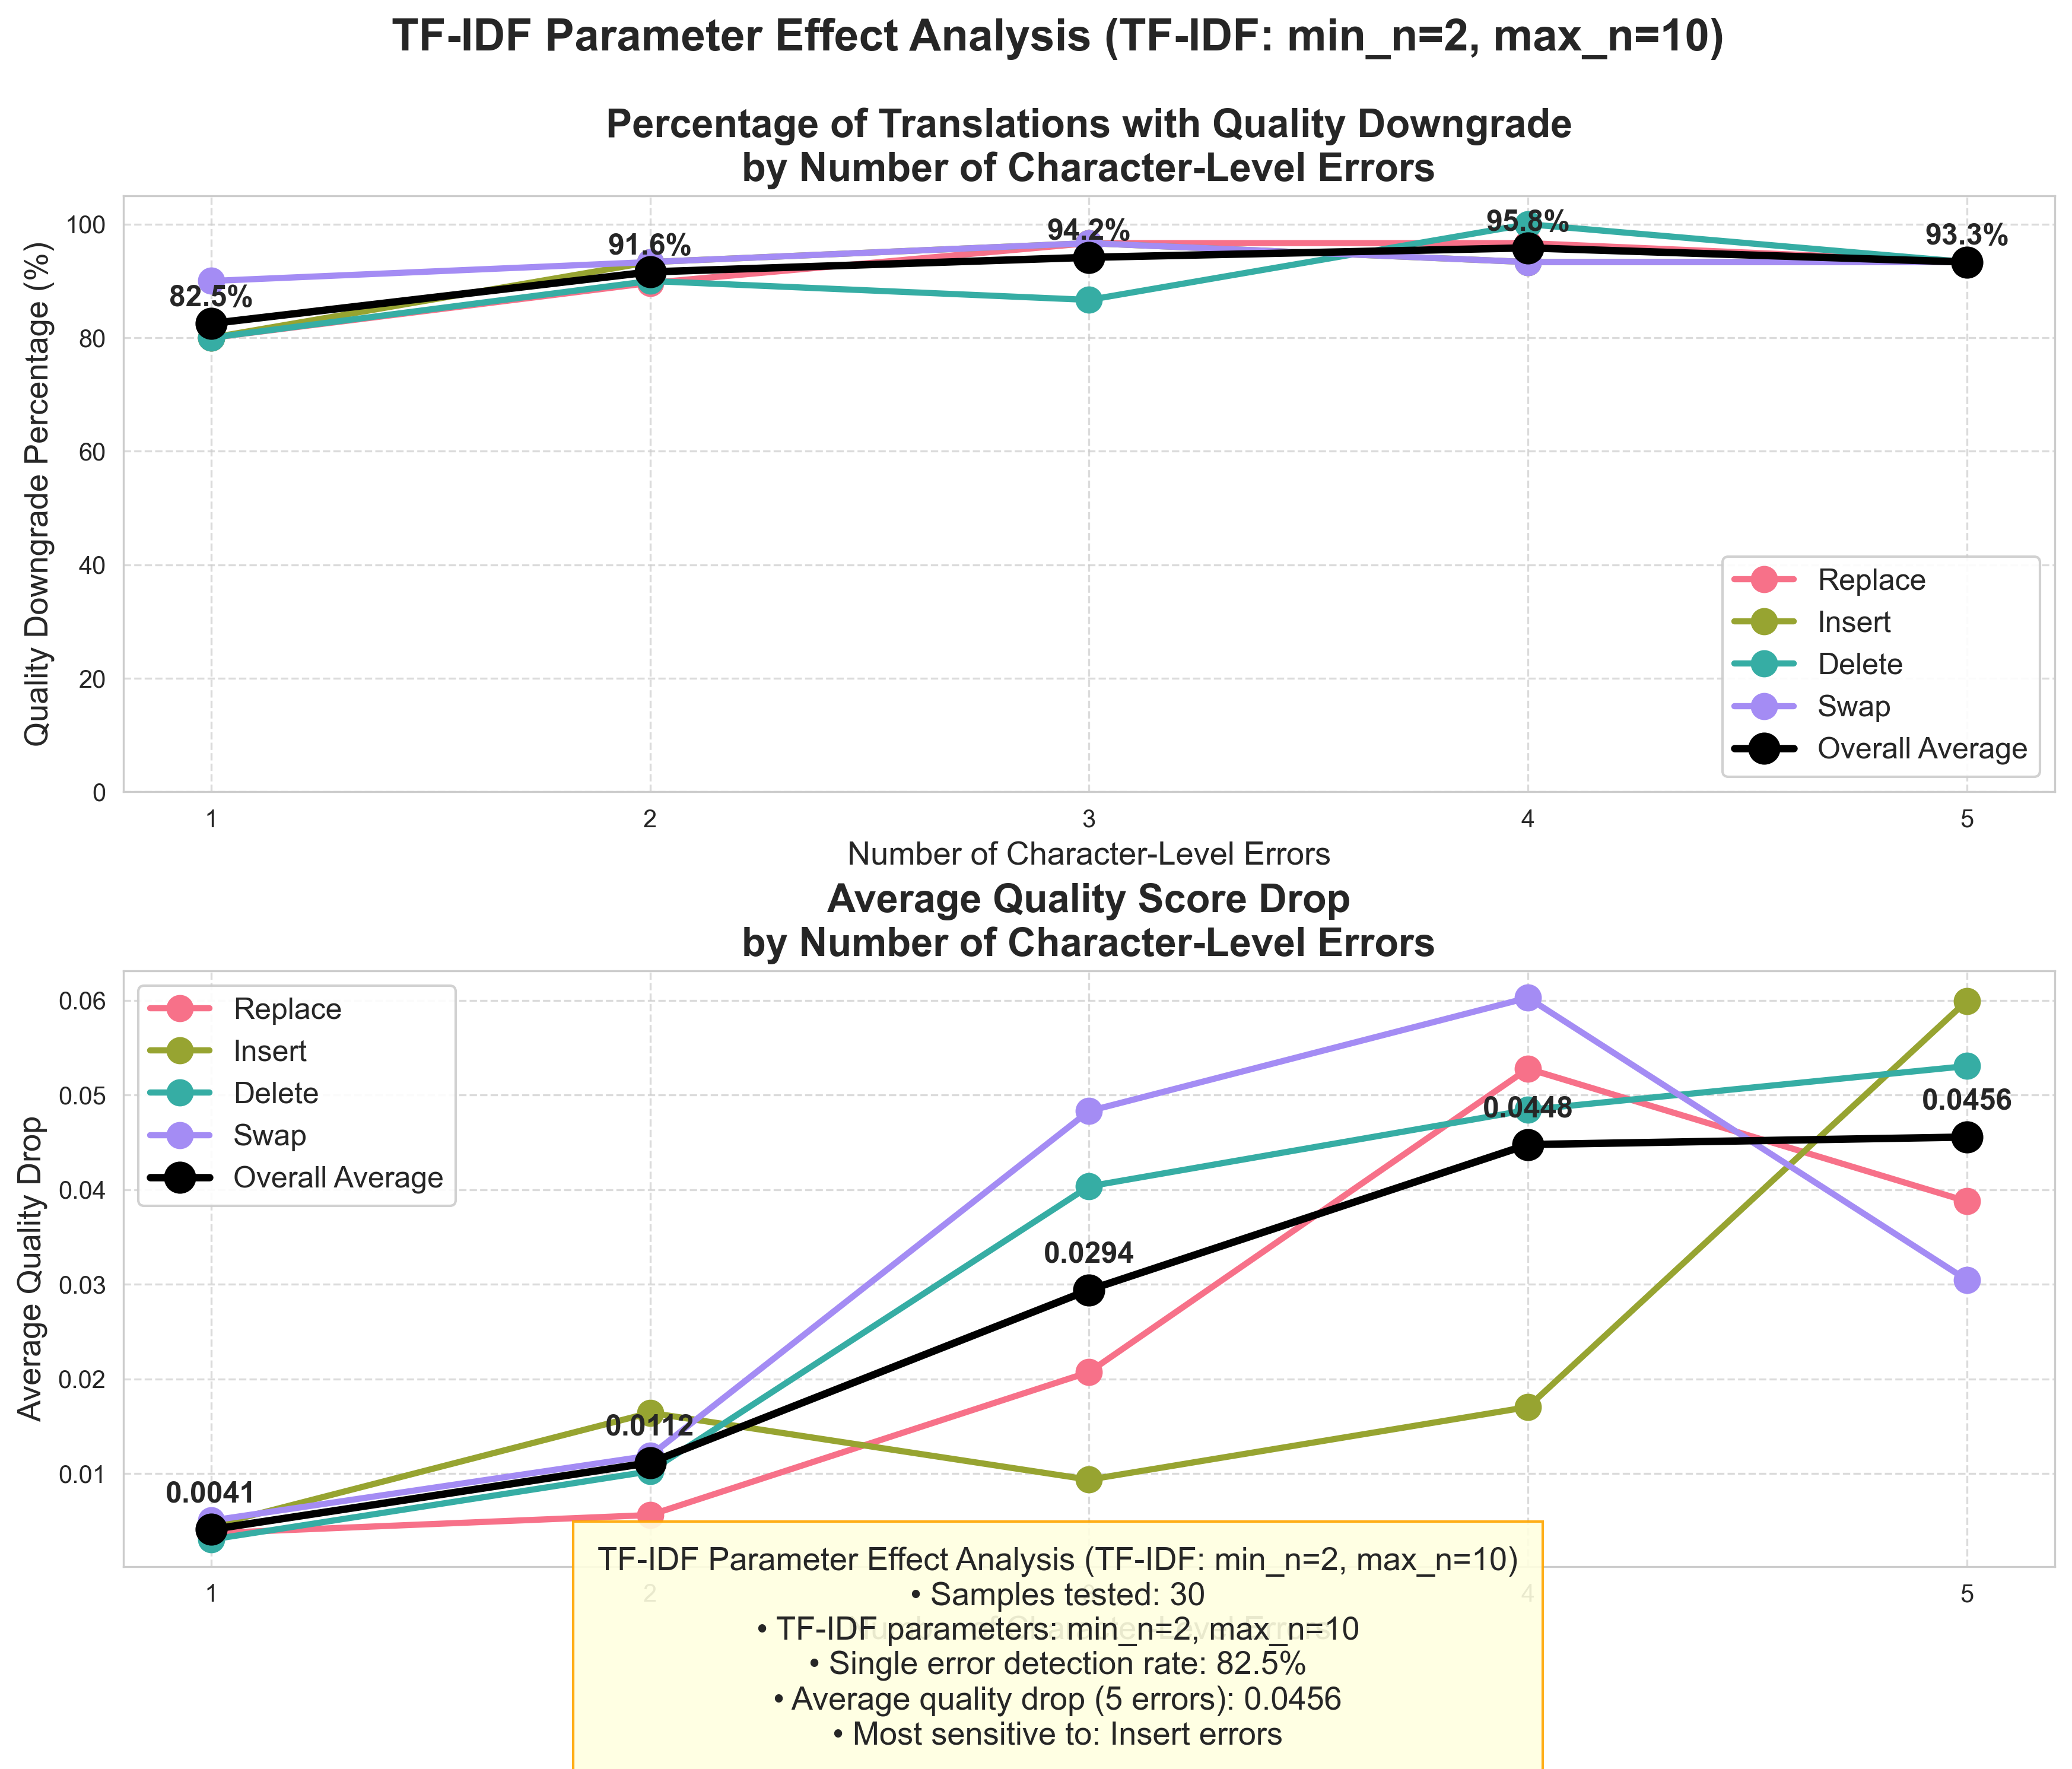 TF-IDF Parameter Effect Analysis (TF-IDF: min_n=2, max_n=10)
Percentage of Translations with Quality Downgrade
by Number of Character-Level Errors
Quality Downgrade Percentage (%)
100
80
60
40
20
0
82.5%
91.6%
94.2%
95.8%
93.3%
Replace
Insert
Delete
Swap
Overall Average
1
2
3
4
5
Number of Character-Level Errors
Average Quality Score Drop
by Number of Character-Level Errors
Average Quality Drop
0.06
0.05
0.04
0.03
0.02
0.01
Replace
Insert
Delete
Swap
Overall Average
0.0041
0.0112
0.0294
0.0448
0.0456
1
2
3
4
5
Number of Character-Level Errors
TF-IDF Parameter Effect Analysis (TF-IDF: min_n=2, max_n=10)
• Samples tested: 30
• TF-IDF parameters: min_n=2, max_n=10
• Single error detection rate: 82.5%
• Average quality drop (5 errors): 0.0456
• Most sensitive to: Insert errors